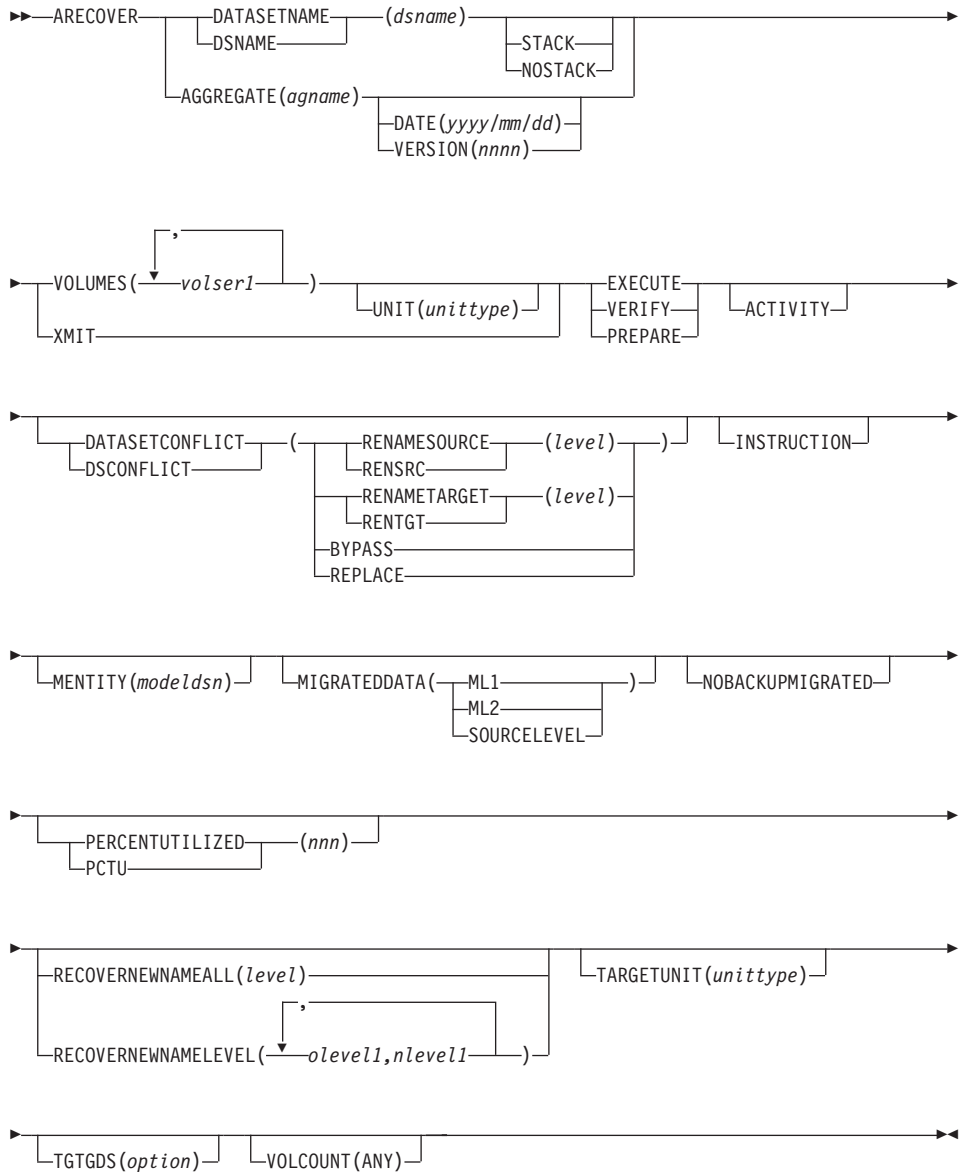 ARECOVER DATASETNAME (dsname)
DSNAME STACK
NOSTACK
AGGREGATE(agname)
DATE(yyyy/mm/dd)
VERSION(nnnn)
,
VOLUMES( volser1 ) EXECUTE
UNIT(unittype) VERIFY ACTIVITY
XMIT PREPARE
DATASETCONFLICT ( RENAMESOURCE (level) ) INSTRUCTION
DSCONFLICT RENSRC
RENAMETARGET (level)
RENTGT
BYPASS
REPLACE
MENTITY(modeldsn) MIGRATEDDATA( ML1 ) NOBACKUPMIGRATED
ML2
SOURCELEVEL
PERCENTUTILIZED (nnn)
PCTU
RECOVERNEWNAMEALL(level) TARGETUNIT(unittype)
,
RECOVERNEWNAMELEVEL( olevel1,nlevel1 )
TGTGDS(option) VOLCOUNT(ANY)